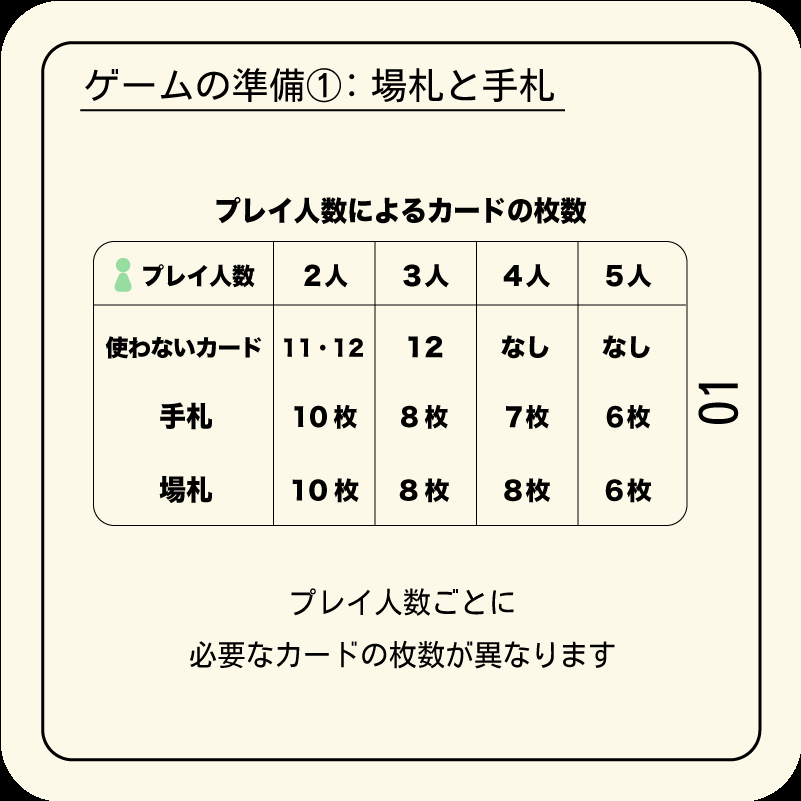 ゲームの準備①：場札と手札
プレイ人数によるカードの枚数
プレイ人数 2人 3人 4人 5人
使わないカード 11・12 12 なし なし
手札 10枚 8枚 7枚 6枚
場札 10枚 8枚 8枚 6枚
01
プレイ人数ごとに
必要なカードの枚数が異なります